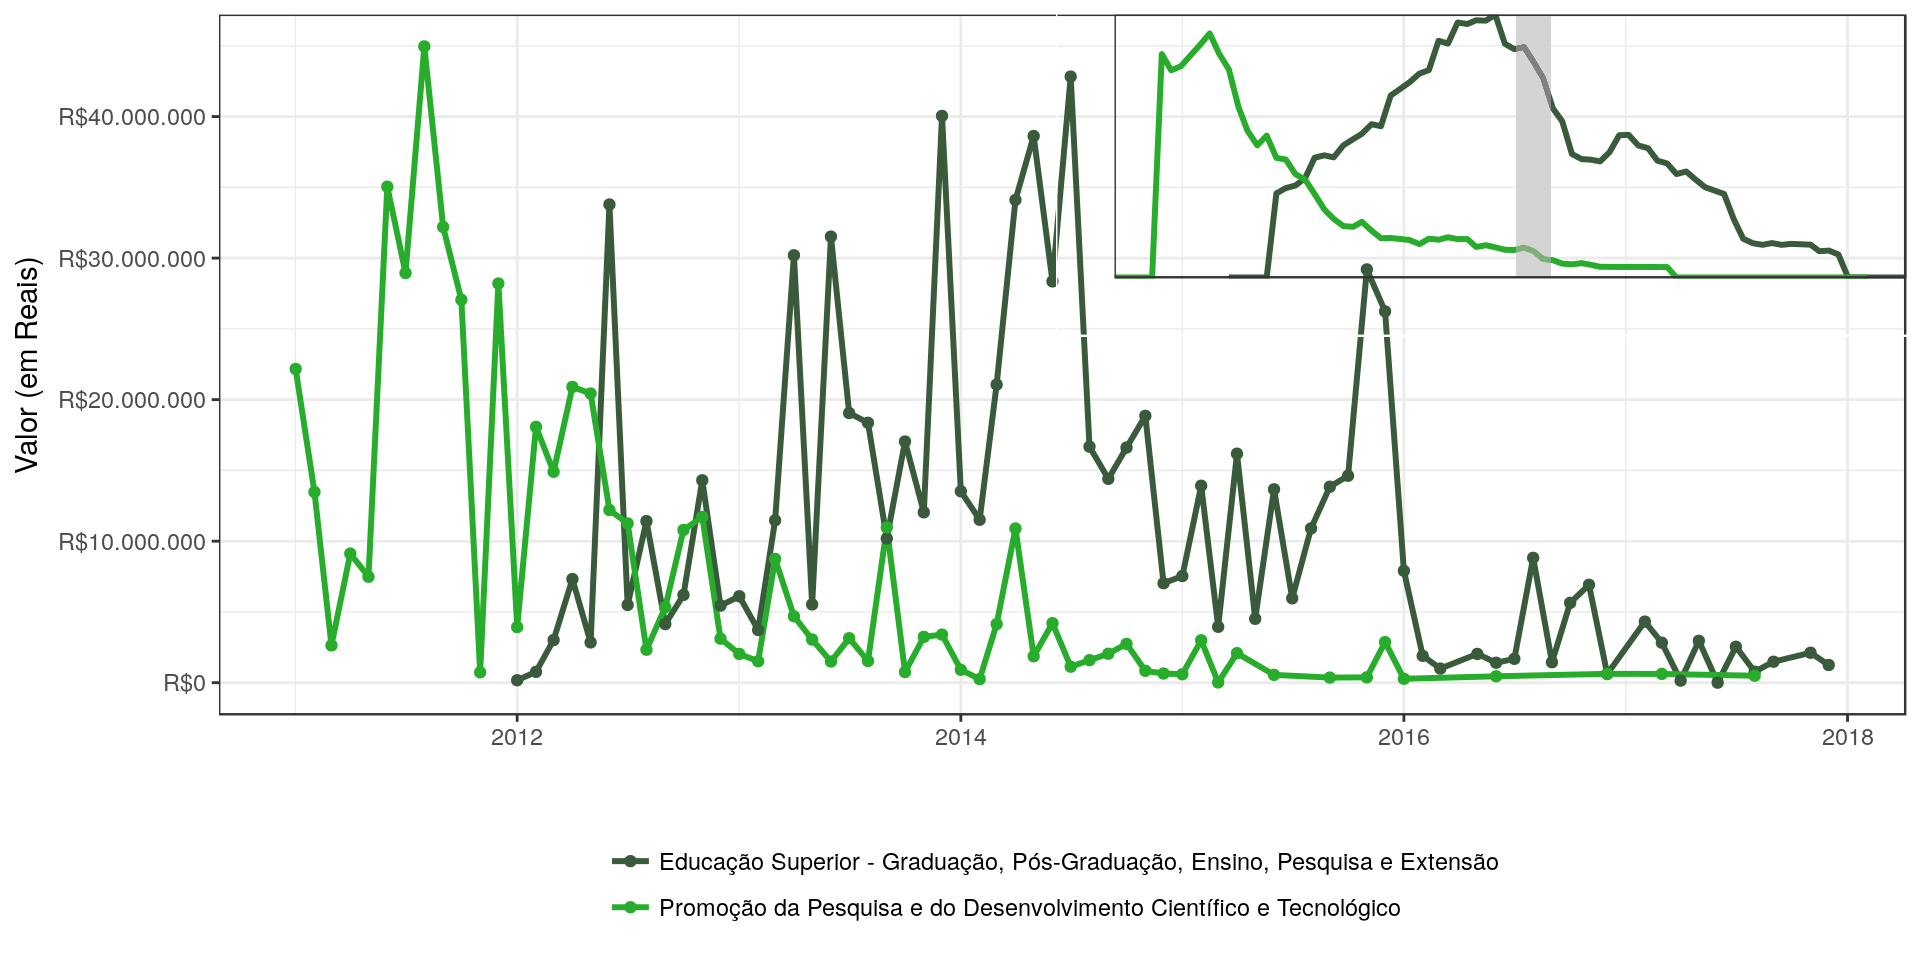 Valor (em Reais)
R$40.000.000
R$30.000.000
R$20.000.000
R$10.000.000
R$0
2012
2014
2016
2018
Educação Superior - Graduação, Pós-Graduação, Ensino, Pesquisa e Extensão
Promoção da Pesquisa e do Desenvolvimento Científico e Tecnológico